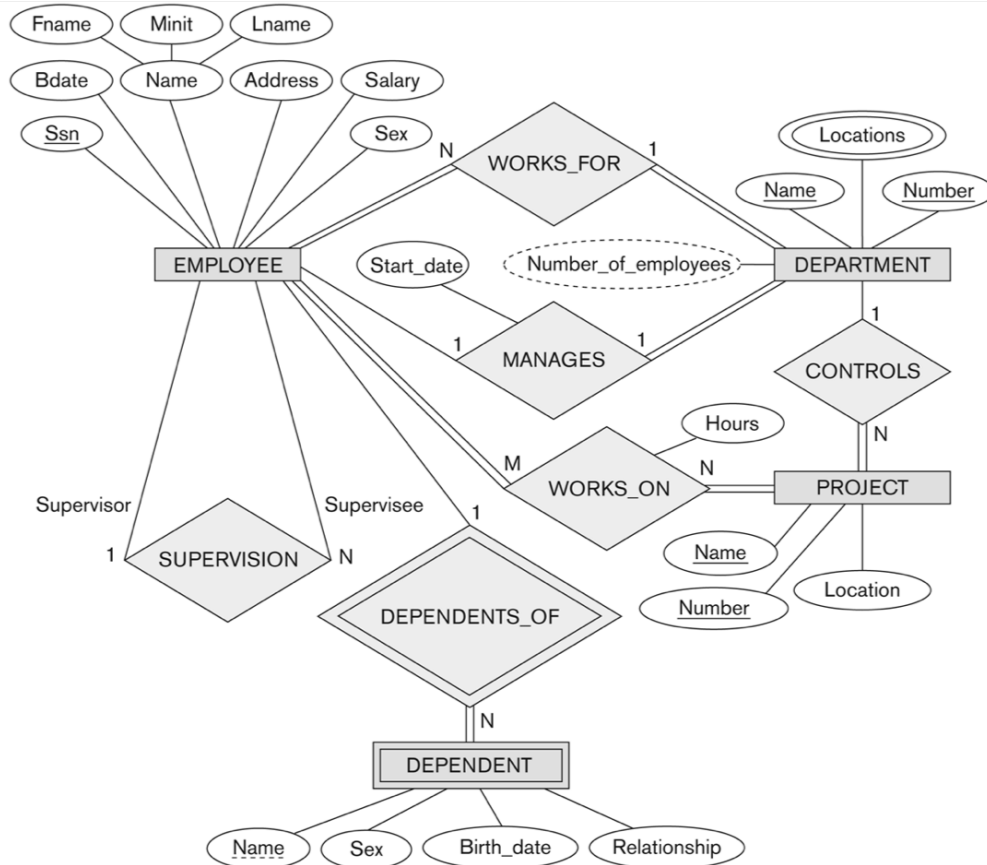 Fname
Minit
Lname
Bdate
Name
Address
Salary
Ssn
Sex
N
WORKS_FOR
1
Locations
Name
Number
EMPLOYEE
Start_date
Number_of_employees
DEPARTMENT
1
MANAGES
1
1
CONTROLS
N
Hours
M
WORKS_ON
N
PROJECT
Supervisor
Supervisee
1
SUPERVISION
N
1
Name
Number
Location
DEPENDENTS_OF
N
DEPENDENT
Name
Sex
Birth_date
Relationship